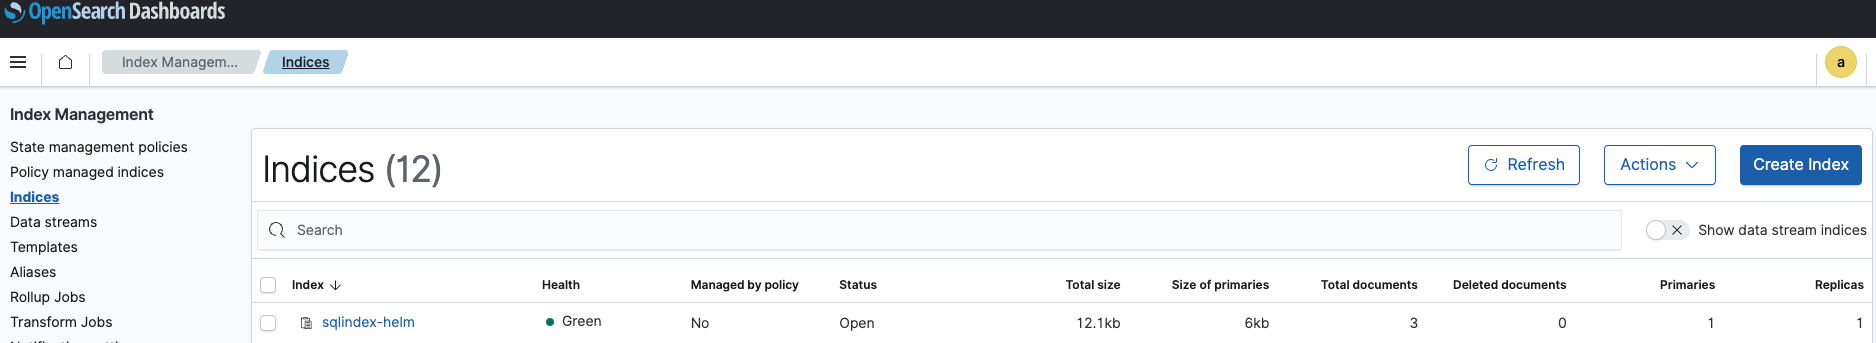 OpenSearch Dashboards
Index Managem...
Indices
a
Index Management
State management policies
Policy managed indices
Indices
Data streams
Templates
Aliases
Rollup Jobs
Transform Jobs
Indices (12)
Refresh
Actions
Create Index
Search
Show data stream indices
Index Health Managed by policy Status Total size Size of primaries Total documents Deleted documents Primaries Replicas
sqlindex-helm Green No Open 12.1kb 6kb 3 0 1 1